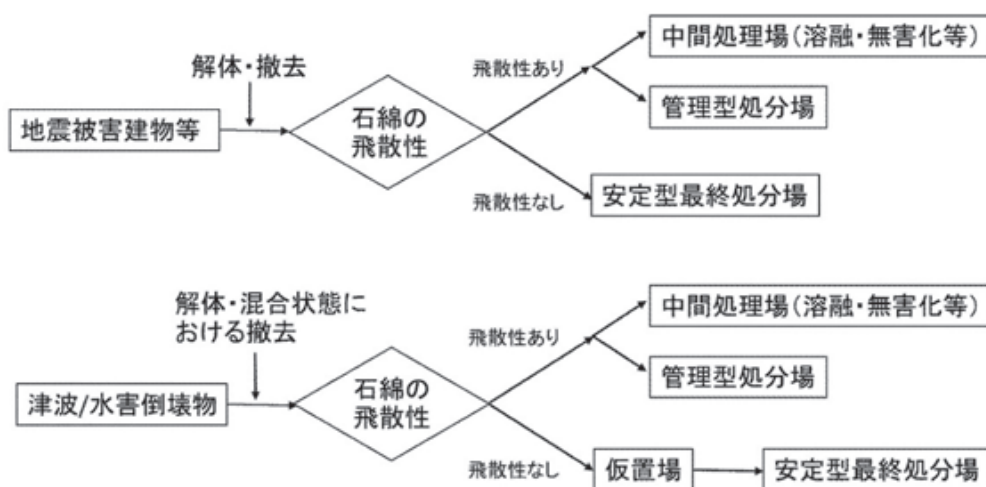 中間処理場(溶融・無害化等)
解体・撤去
飛散性あり
地震被害建物等
石綿の
飛散性
管理型処分場
飛散性なし
安定型最終処分場
解体・混合状態に
おける撤去
中間処理場(溶融・無害化等)
飛散性あり
津波/水害倒壊物
石綿の
飛散性
管理型処分場
飛散性なし
仮置場
安定型最終処分場